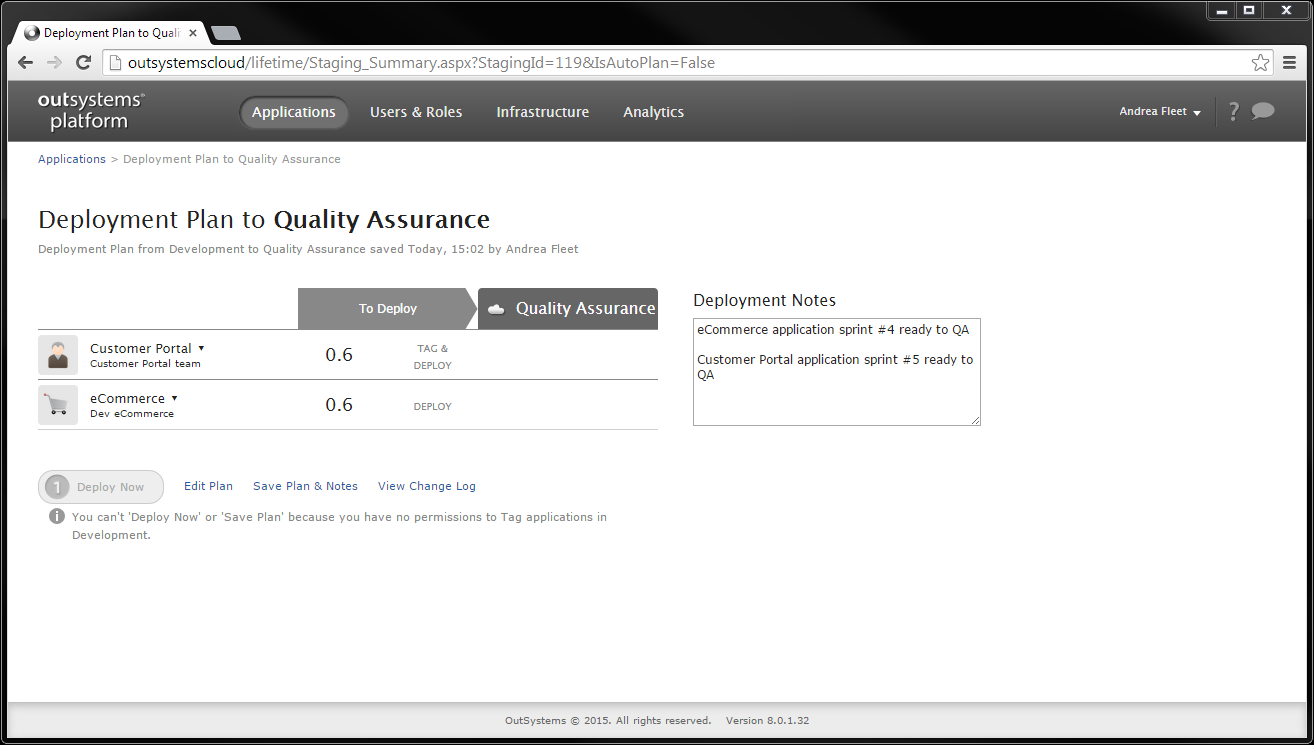 Deployment Plan to Quali
outsystemscloud/lifetime/Staging_Summary.aspx?StagingId=119&IsAutoPlan=False
outsystems®
platform
Applications
Users & Roles
Infrastructure
Analytics
Andrea Fleet
?
Applications > Deployment Plan to Quality Assurance
Deployment Plan to Quality Assurance
Deployment Plan from Development to Quality Assurance saved Today, 15:02 by Andrea Fleet
To Deploy
Quality Assurance
Customer Portal
Customer Portal team
0.6
TAG &
DEPLOY
eCommerce
Dev eCommerce
0.6
DEPLOY
Deployment Notes
eCommerce application sprint #4 ready to QA
Customer Portal application sprint #5 ready to
QA
1 Deploy Now
Edit Plan
Save Plan & Notes
View Change Log
You can't 'Deploy Now' or 'Save Plan' because you have no permissions to Tag applications in
Development.
OutSystems © 2015. All rights reserved. Version 8.0.1.32